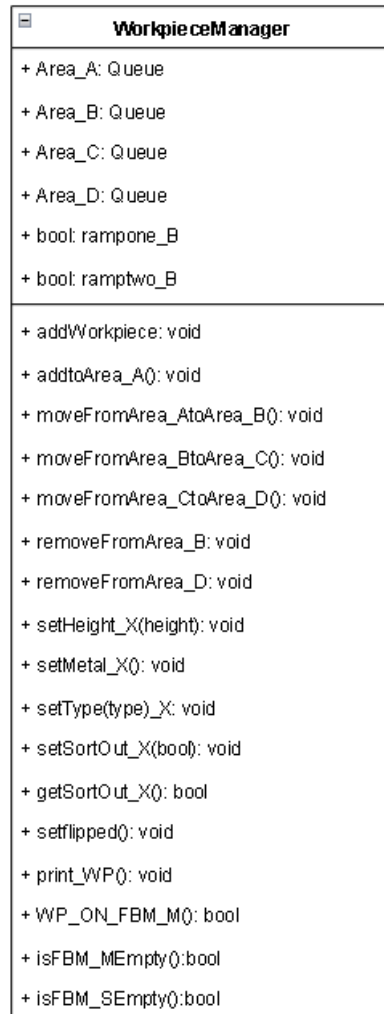 WorkpieceManager
+ Area_A: Queue
+ Area_B: Queue
+ Area_C: Queue
+ Area_D: Queue
+ bool: rampone_B
+ bool: ramptwo_B
+ addWorkpiece: void
+ addtoArea_A(): void
+ moveFromArea_AtoArea_B(): void
+ moveFromArea_BtoArea_C(): void
+ moveFromArea_CtoArea_D(): void
+ removeFromArea_B: void
+ removeFromArea_D: void
+ setHeight_X(height): void
+ setMetal_X(): void
+ setType(type)_X: void
+ setSortOut_X(bool): void
+ getSortOut_X(): bool
+ setflipped(): void
+ print_WP(): void
+ WP_ON_FBM_M(): bool
+ isFBM_MEmpty():bool
+ isFBM_SEmpty():bool